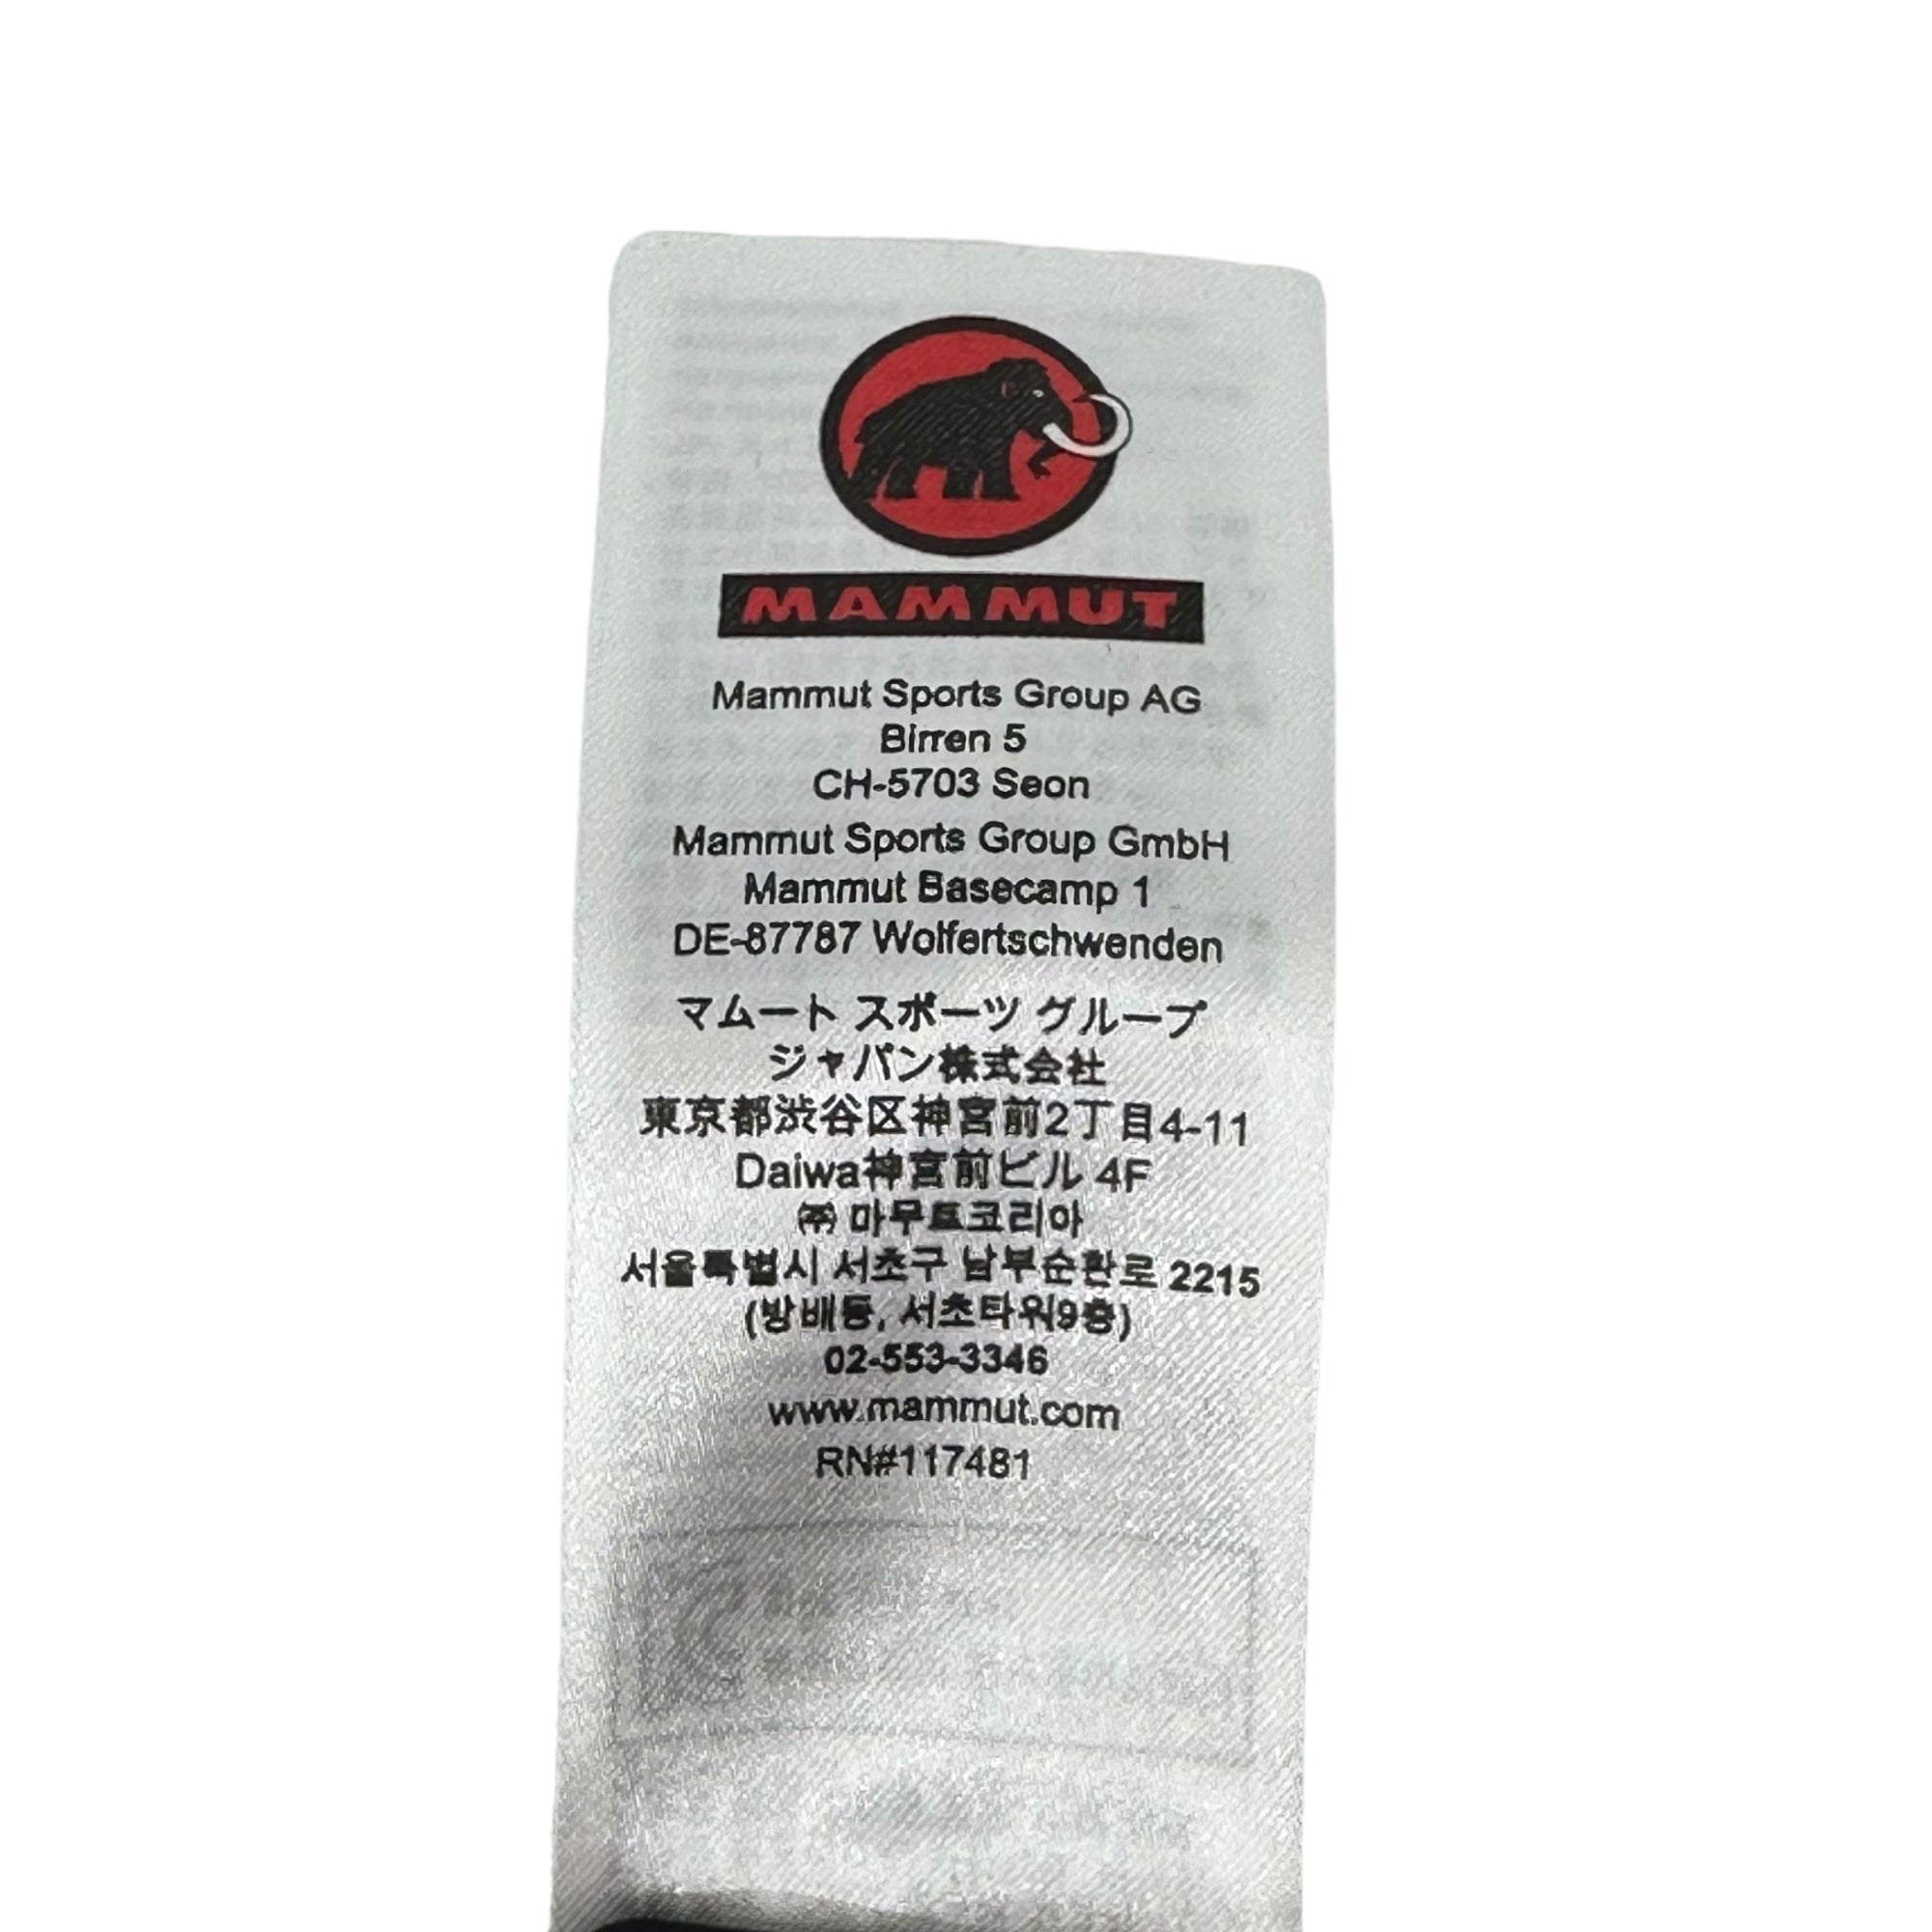 MAMMUT
Mammut Sports Group AG
Birren 5
CH-5703 Seon
Mammut Sports Group GmbH
Mammut Basecamp 1
DE-87787 Wolfertschwenden
マムート スポーツ グループ
ジャパン株式会社
東京都渋谷区神宮前2丁目4-11
Daiwa神宮前ビル 4F
㈜ 마무트코리아
서울특별시 서초구 남부순환로 2215
(방배동, 서초타워9층)
02-553-3346
www.mammut.com
RN#117481